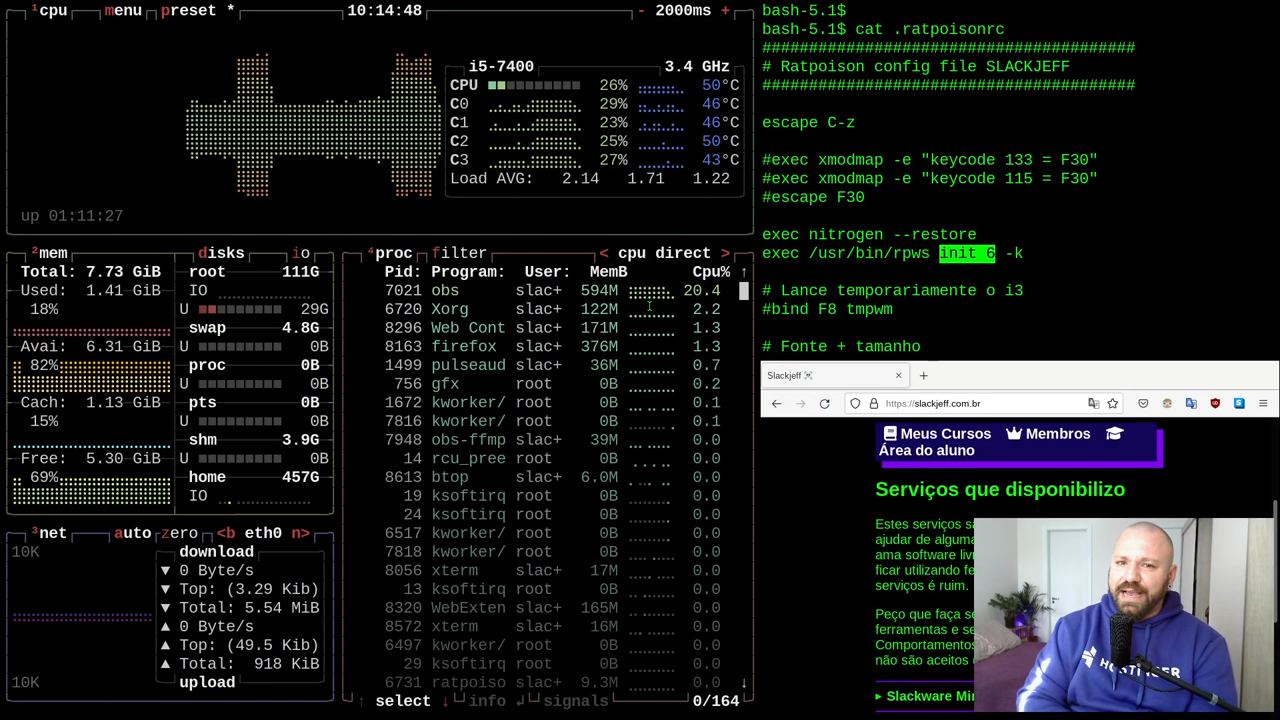 ¹cpu menu preset * 10:14:48 - 2000ms +
i5-7400 3.4 GHz
CPU 26% 50°C
C0 29% 46°C
C1 23% 46°C
C2 25% 50°C
C3 27% 43°C
Load AVG: 2.14 1.71 1.22
up 01:11:27
²mem disks io
Total: 7.73 GiB
Used: 1.41 GiB
18%
Avai: 6.31 GiB
82%
Cach: 1.13 GiB
15%
Free: 5.30 GiB
69%
root 111G
IO
U 29G
swap 4.8G
U 0B
proc 0B
U 0B
pts 0B
U 0B
shm 3.9G
U 0B
home 457G
IO
³net auto zero <b eth0 n>
10K
download
▼ 0 Byte/s
▼ Top: (3.29 Kib)
▼ Total: 5.54 MiB
▲ 0 Byte/s
▲ Top: (49.5 Kib)
▲ Total: 918 KiB
10K
upload
⁴proc filter < cpu direct >
Pid: Program: User: MemB Cpu% ↑
7021 obs slac+ 594M 20.4
6720 Xorg slac+ 122M 2.2
8296 Web Cont slac+ 171M 1.3
8163 firefox slac+ 376M 1.3
1499 pulseaud slac+ 36M 0.7
756 gfx root 0B 0.2
1672 kworker/ root 0B 0.1
7816 kworker/ root 0B 0.1
7948 obs-ffmp slac+ 39M 0.0
14 rcu_pree root 0B 0.0
8613 btop slac+ 6.0M 0.0
19 ksoftirq root 0B 0.0
24 ksoftirq root 0B 0.0
6517 kworker/ root 0B 0.0
7818 kworker/ root 0B 0.0
8056 xterm slac+ 17M 0.0
13 ksoftirq root 0B 0.0
8320 WebExten slac+ 165M 0.0
8572 xterm slac+ 16M 0.0
6497 kworker/ root 0B 0.0
29 ksoftirq root 0B 0.0
6731 ratpoiso slac+ 9.3M 0.0 ↓
↑ select ↓ info ↲ signals 0/164
bash-5.1$
bash-5.1$ cat .ratpoisonrc
########################################
# Ratpoison config file SLACKJEFF
########################################
escape C-z
#exec xmodmap -e "keycode 133 = F30"
#exec xmodmap -e "keycode 115 = F30"
#escape F30
exec nitrogen --restore
exec /usr/bin/rpws init 6 -k
# Lance temporariamente o i3
#bind F8 tmpwm
# Fonte + tamanho
Slackjeff
https://slackjeff.com.br
Meus Cursos Membros
Área do aluno
Serviços que disponibilizo
Estes serviços sã
ajudar de alguma
ama software livr
ficar utilizando fe
serviços é ruim.
Peço que faça se
ferramentas e se
Comportamentos
não são aceitos
▸ Slackware Min
HOSTINGER